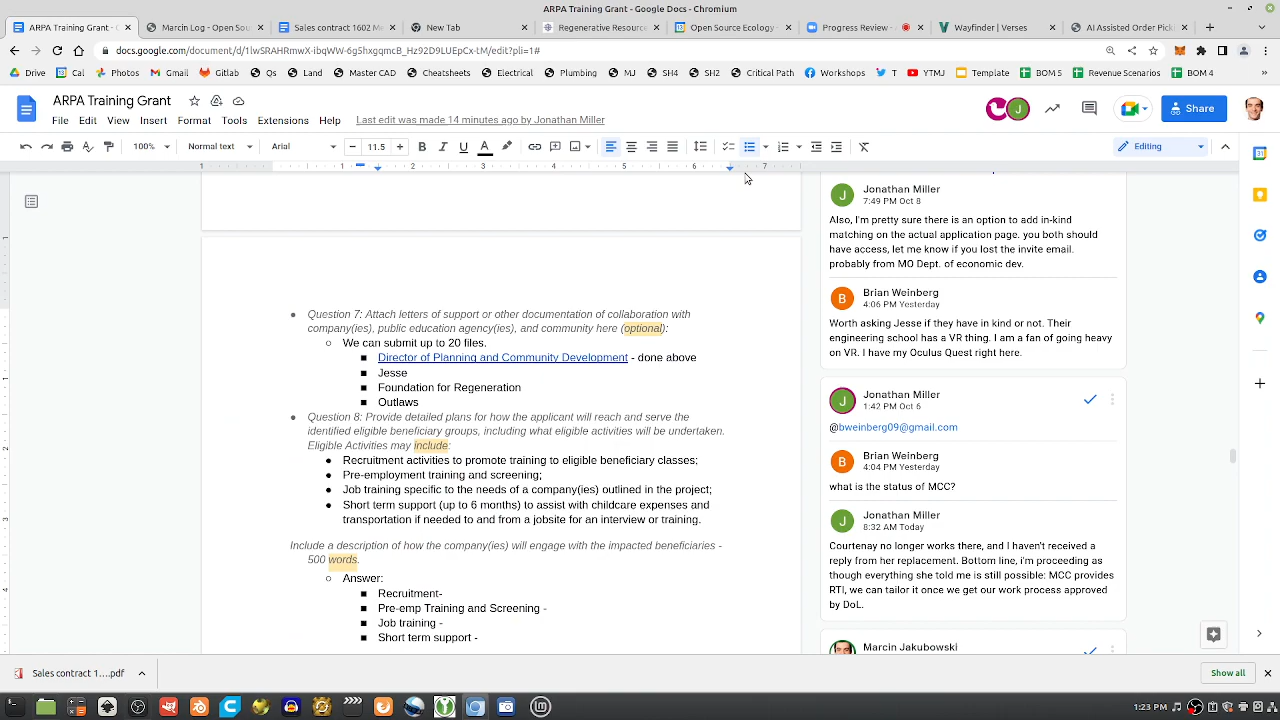 ARPA Training Grant - Google Docs - Chromium
ARPA Training Grant - Goo
Marcin Log - Open Sou
Sales contract 1602 M
New Tab
Regenerative Resourc
Open Source Ecology -
Progress Review -
Wayfinder | Verses
AI Assisted Order Pick
docs.google.com/document/d/1lwSRAHRmwX-ibqWW-6g5hxgqmcB_Hz92D9LUEpCx-tM/edit?pli=1#
Drive
Cal
Photos
Gmail
Gitlab
Qs
Land
Master CAD
Cheatsheets
Electrical
Plumbing
MJ
SH4
SH2
Critical Path
Workshops
T
YTMJ
Template
BOM 5
Revenue Scenarios
BOM 4
ARPA Training Grant
File Edit View Insert Format Tools Extensions Help
Last edit was made 14 minutes ago by Jonathan Miller
Share
100% Normal text Arial 11.5 Editing
1 1 2 3 4 5 6 7
Question 7: Attach letters of support or other documentation of collaboration with
company(ies), public education agency(ies), and community here (optional):
We can submit up to 20 files.
Director of Planning and Community Development - done above
Jesse
Foundation for Regeneration
Outlaws
Question 8: Provide detailed plans for how the applicant will reach and serve the
identified eligible beneficiary groups, including what eligible activities will be undertaken.
Eligible Activities may include:
Recruitment activities to promote training to eligible beneficiary classes;
Pre-employment training and screening;
Job training specific to the needs of a company(ies) outlined in the project;
Short term support (up to 6 months) to assist with childcare expenses and
transportation if needed to and from a jobsite for an interview or training.
Include a description of how the company(ies) will engage with the impacted beneficiaries -
500 words.
Answer:
Recruitment-
Pre-emp Training and Screening -
Job training -
Short term support -
Jonathan Miller
7:49 PM Oct 8
Also, I'm pretty sure there is an option to add in-kind
matching on the actual application page. you both should
have access, let me know if you lost the invite email.
probably from MO Dept. of economic dev.
Brian Weinberg
4:06 PM Yesterday
Worth asking Jesse if they have in kind or not. Their
engineering school has a VR thing. I am a fan of going heavy
on VR. I have my Oculus Quest right here.
Jonathan Miller
1:42 PM Oct 6
@bweinberg09@gmail.com
Brian Weinberg
4:04 PM Yesterday
what is the status of MCC?
Jonathan Miller
8:32 AM Today
Courtenay no longer works there, and I haven't received a
reply from her replacement. Bottom line, i'm proceeding as
though everything she told me is still possible: MCC provides
RTI, we can tailor it once we get our work process approved
by DoL.
Marcin Jakubowski
Sales contract 1....pdf
Show all
1:23 PM